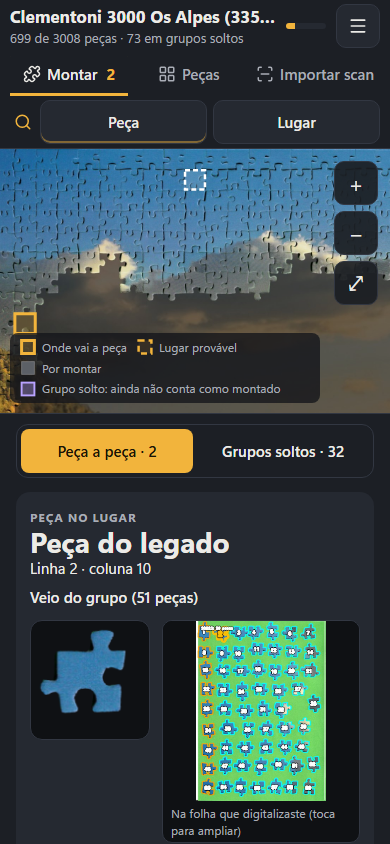 Clementoni 3000 Os Alpes (335...
699 de 3008 peças · 73 em grupos soltos
Montar 2
Peças
Importar scan
Peça
Lugar
Onde vai a peça
Lugar provável
Por montar
Grupo solto: ainda não conta como montado
Peça a peça · 2
Grupos soltos · 32
PEÇA NO LUGAR
Peça do legado
Linha 2 · coluna 10
Veio do grupo (51 peças)
Na folha que digitalizaste (toca
para ampliar)